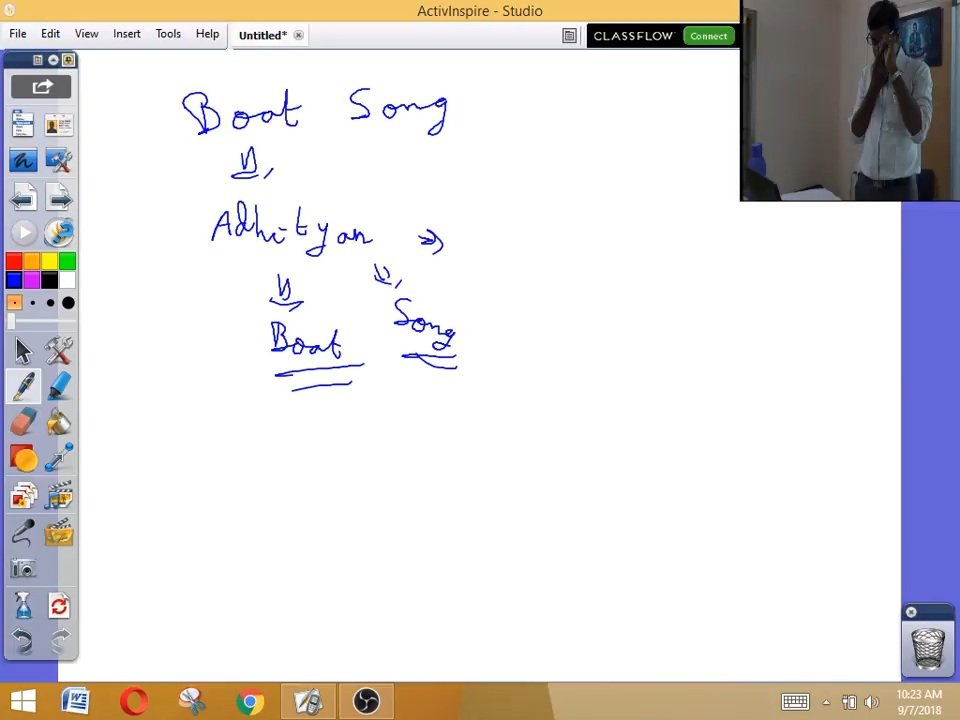 ActivInspire - Studio
File Edit View Insert Tools Help Untitled* CLASSFLOW Connect
Boat Song
Adhityan
Boat Song
10:23 AM
9/7/2018